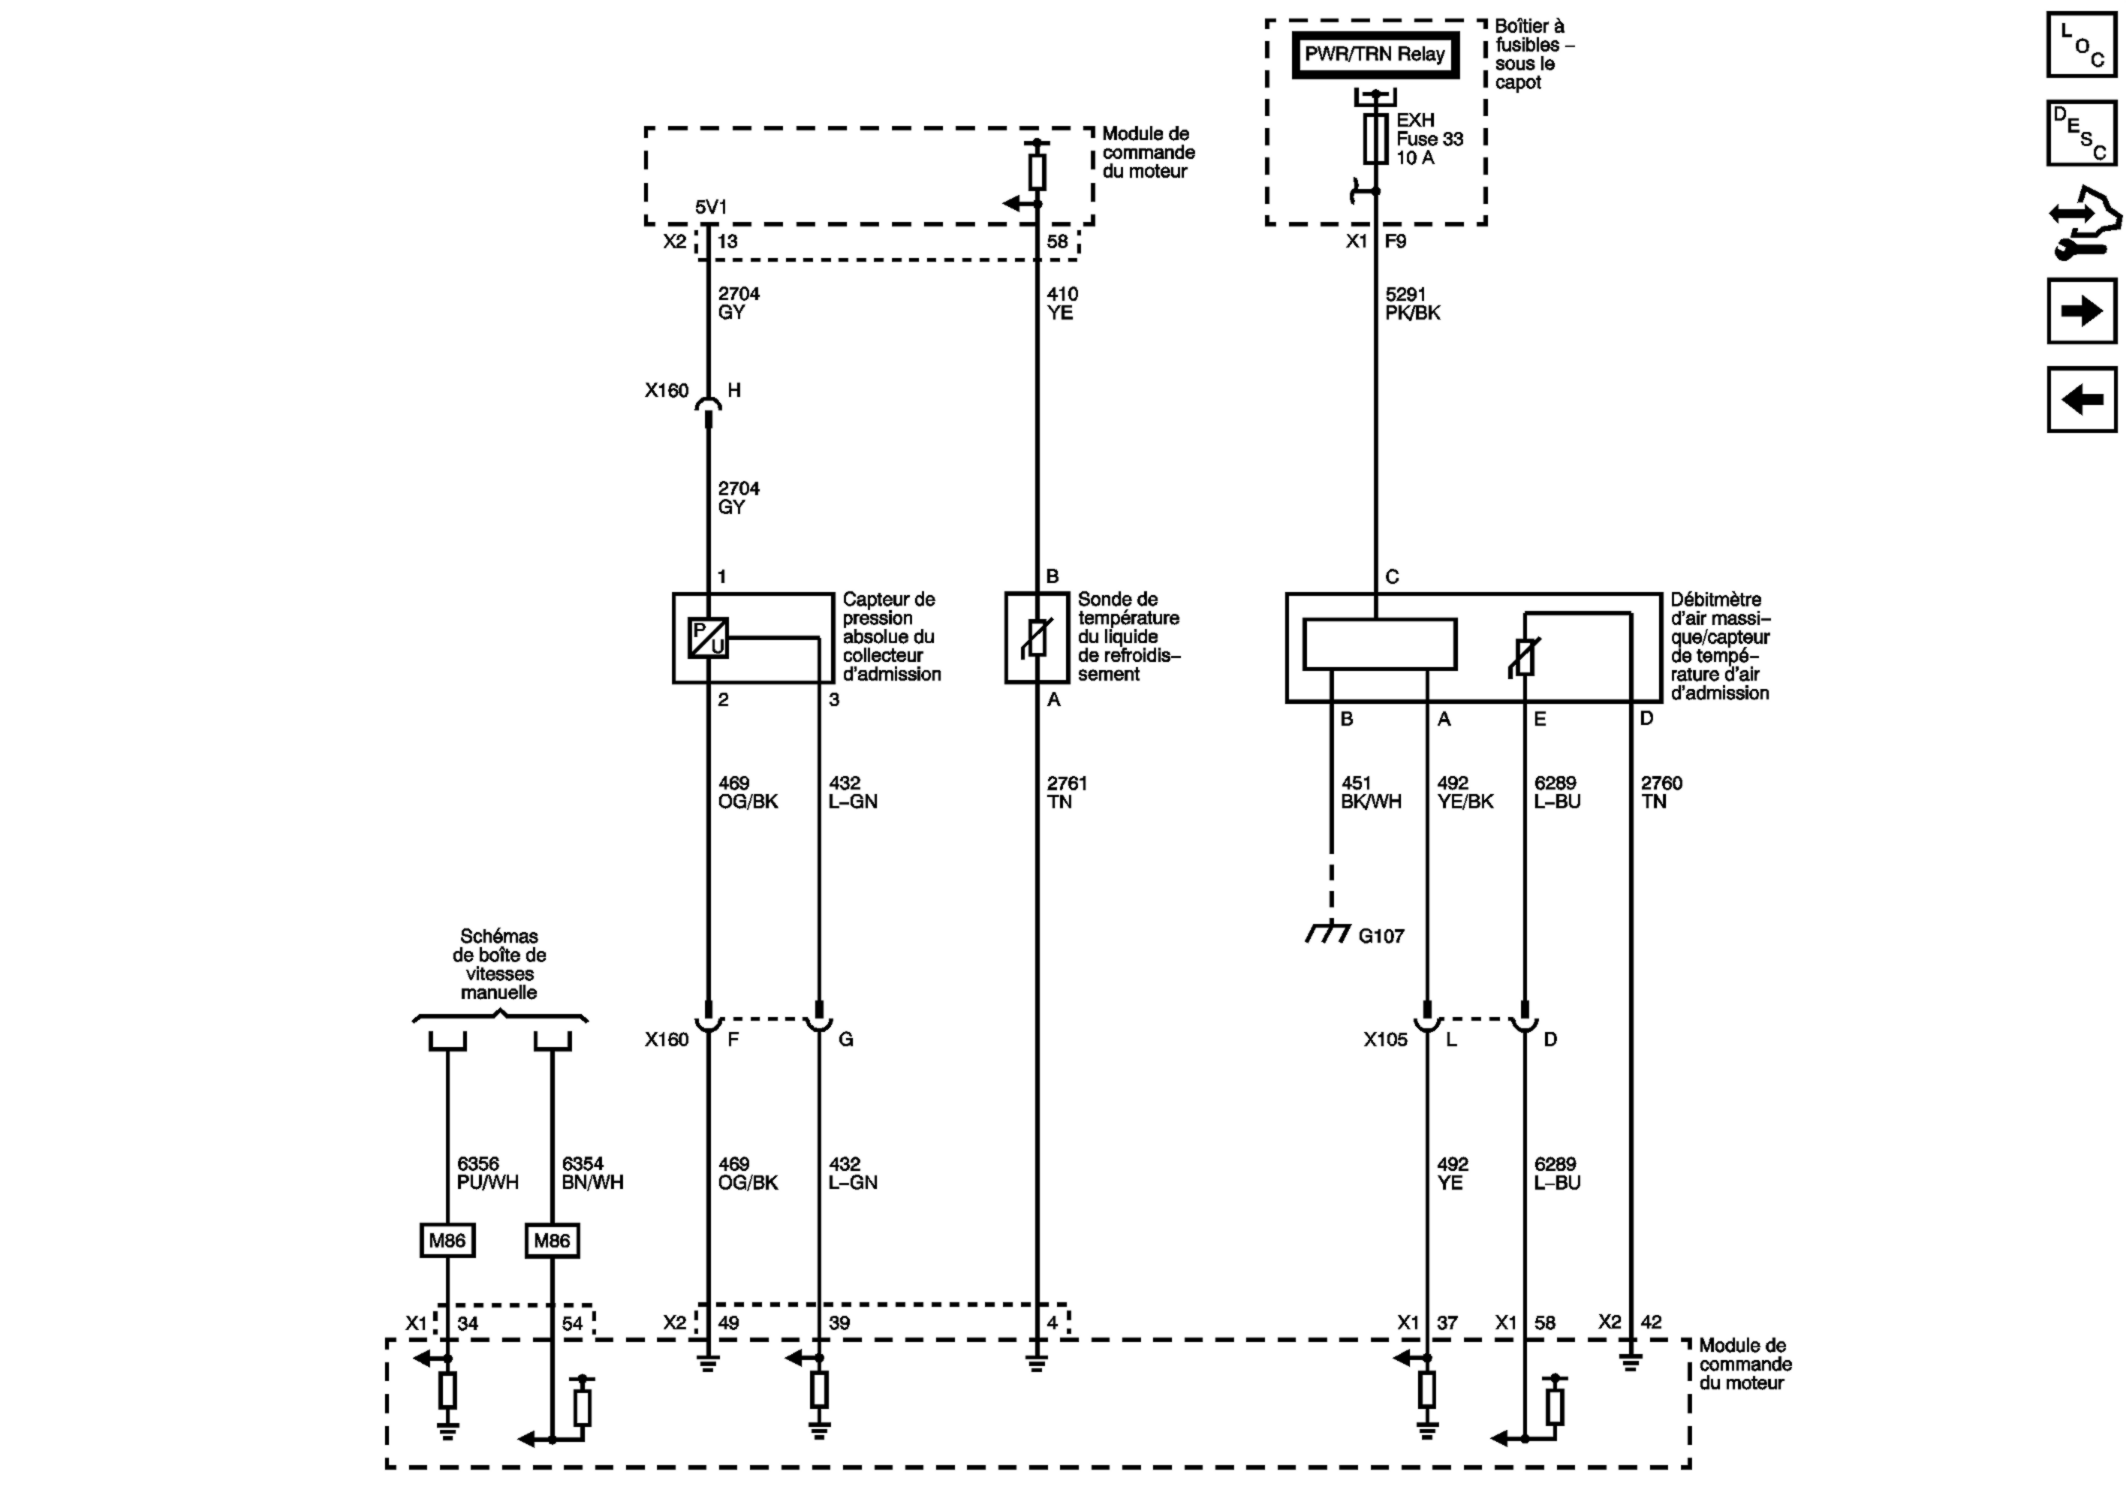 L
O
C
D
E
S
C
Boîtier à
fusibles –
sous le
capot
PWR/TRN Relay
EXH
Fuse 33
10 A
Module de
commande
du moteur
5V1
X2 13 58
X1 F9
2704
GY
410
YE
5291
PK/BK
X160 H
2704
GY
1
B
C
Capteur de
pression
absolue du
collecteur
d'admission
P
U
Sonde de
température
du liquide
de refroidis–
sement
Débitmètre
d'air massi–
que/capteur
de tempé–
rature d'air
d'admission
2 3
A
B A E D
469
OG/BK
432
L–GN
2761
TN
451
BK/WH
492
YE/BK
6289
L–BU
2760
TN
G107
Schémas
de boîte de
vitesses
manuelle
X160 F G
X105 L D
6356
PU/WH
6354
BN/WH
469
OG/BK
432
L–GN
492
YE
6289
L–BU
M86
M86
X1 34 54
X2 49 39 4
X1 37
X1 58
X2 42
Module de
commande
du moteur